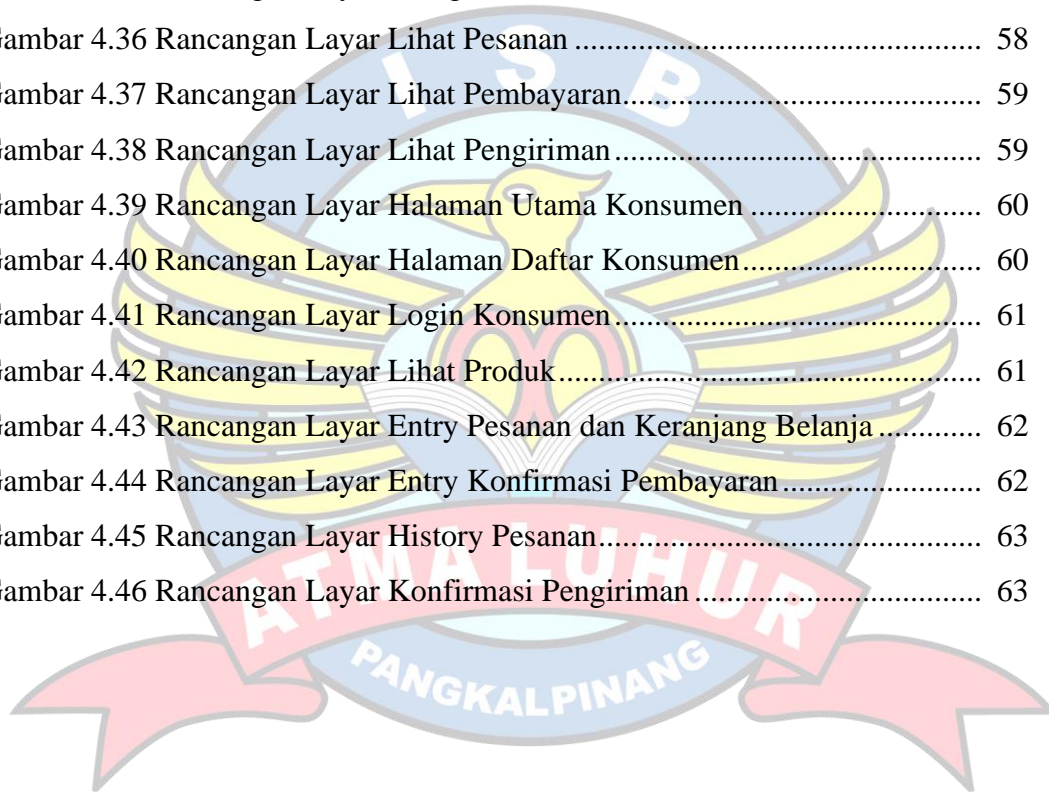 I S B
Gambar 4.36 Rancangan Layar Lihat Pesanan .................................................. 58
Gambar 4.37 Rancangan Layar Lihat Pembayaran............................................ 59
Gambar 4.38 Rancangan Layar Lihat Pengiriman ............................................. 59
Gambar 4.39 Rancangan Layar Halaman Utama Konsumen ............................ 60
Gambar 4.40 Rancangan Layar Halaman Daftar Konsumen............................. 60
Gambar 4.41 Rancangan Layar Login Konsumen ............................................. 61
Gambar 4.42 Rancangan Layar Lihat Produk.................................................... 61
Gambar 4.43 Rancangan Layar Entry Pesanan dan Keranjang Belanja ............. 62
Gambar 4.44 Rancangan Layar Entry Konfirmasi Pembayaran ........................ 62
Gambar 4.45 Rancangan Layar History Pesanan............................................... 63
Gambar 4.46 Rancangan Layar Konfirmasi Pengiriman ................................... 63
ATMA LUHUR
PANGKALPINANG